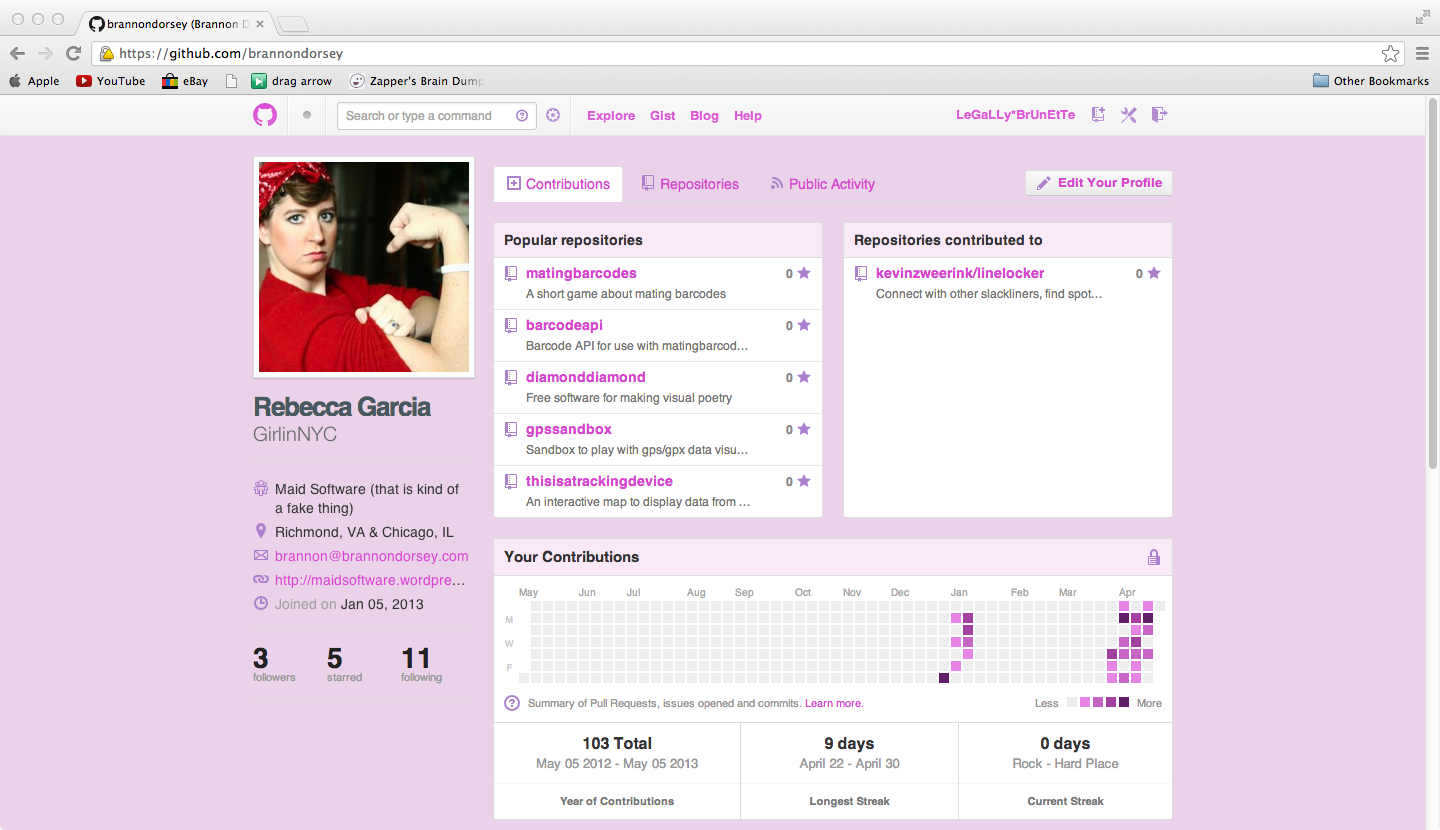 brannondorsey (Brannon D
https://github.com/brannondorsey
Apple YouTube eBay drag arrow Zapper's Brain Dump Other Bookmarks
Search or type a command Explore Gist Blog Help LeGaLLy*BrUnEtTe
Contributions Repositories Public Activity Edit Your Profile
Rebecca Garcia
GirlinNYC
Maid Software (that is kind of
a fake thing)
Richmond, VA & Chicago, IL
brannon@brannondorsey.com
http://maidsoftware.wordpre…
Joined on Jan 05, 2013
3 5 11
followers starred following
Popular repositories
matingbarcodes 0
A short game about mating barcodes
barcodeapi 0
Barcode API for use with matingbarcod…
diamonddiamond 0
Free software for making visual poetry
gpssandbox 0
Sandbox to play with gps/gpx data visu…
thisisatrackingdevice 0
An interactive map to display data from …
Repositories contributed to
kevinzweerink/linelocker 0
Connect with other slackliners, find spot…
Your Contributions
May Jun Jul Aug Sep Oct Nov Dec Jan Feb Mar Apr
M
W
F
Summary of Pull Requests, issues opened and commits. Learn more. Less More
103 Total 9 days 0 days
May 05 2012 - May 05 2013 April 22 - April 30 Rock - Hard Place
Year of Contributions Longest Streak Current Streak